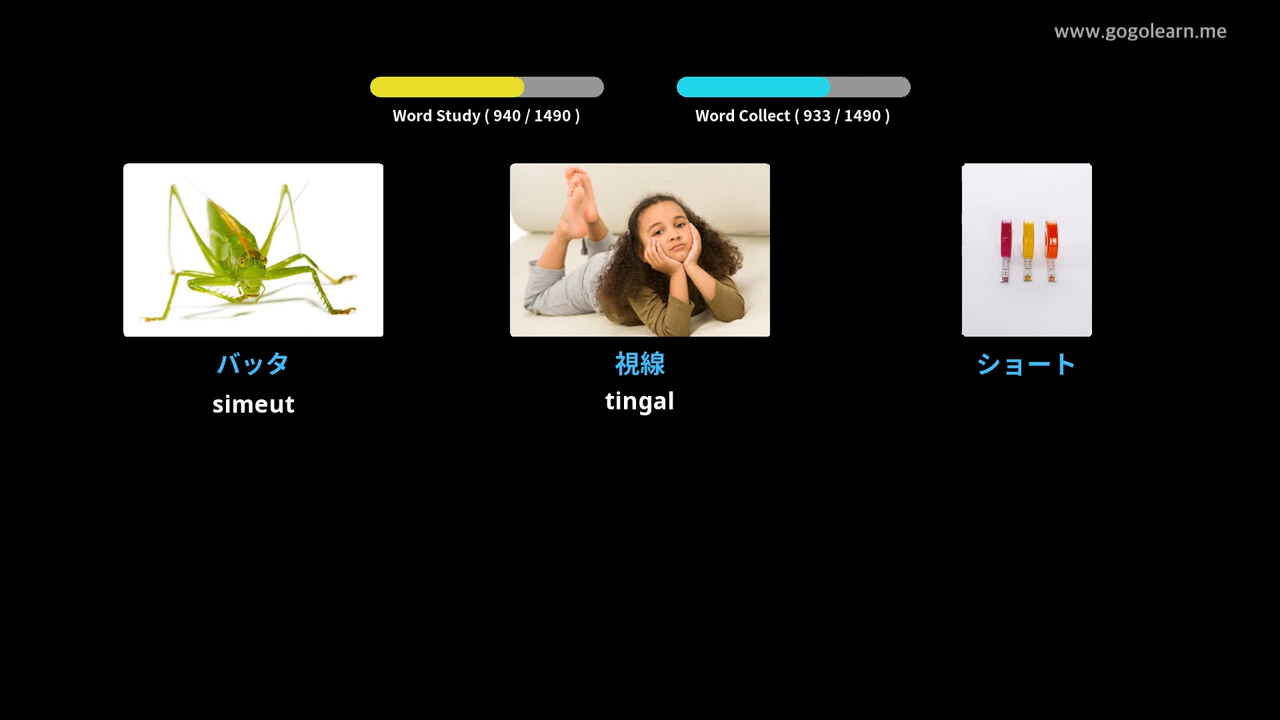 www.gogolearn.me
Word Study ( 940 / 1490 )
Word Collect ( 933 / 1490 )
バッタ
simeut
視線
tingal
ショート